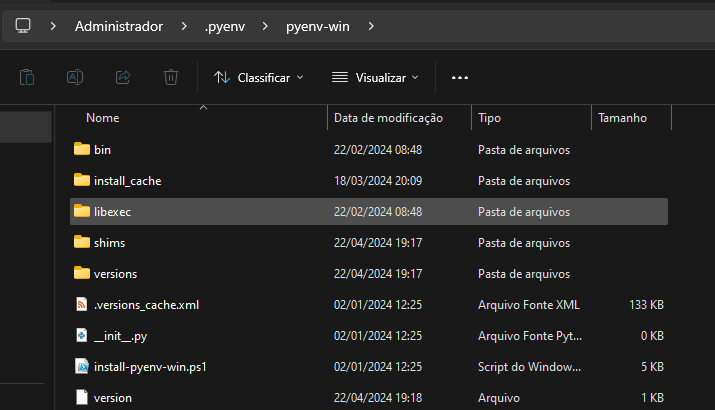 Administrador > .pyenv > pyenv-win >
Classificar Visualizar ...
Nome Data de modificação Tipo Tamanho
bin 22/02/2024 08:48 Pasta de arquivos
install_cache 18/03/2024 20:09 Pasta de arquivos
libexec 22/02/2024 08:48 Pasta de arquivos
shims 22/04/2024 19:17 Pasta de arquivos
versions 22/04/2024 19:17 Pasta de arquivos
.versions_cache.xml 02/01/2024 12:25 Arquivo Fonte XML 133 KB
__init__.py 02/01/2024 12:25 Arquivo Fonte Pyt... 0 KB
install-pyenv-win.ps1 02/01/2024 12:25 Script do Window... 5 KB
version 22/04/2024 19:18 Arquivo 1 KB